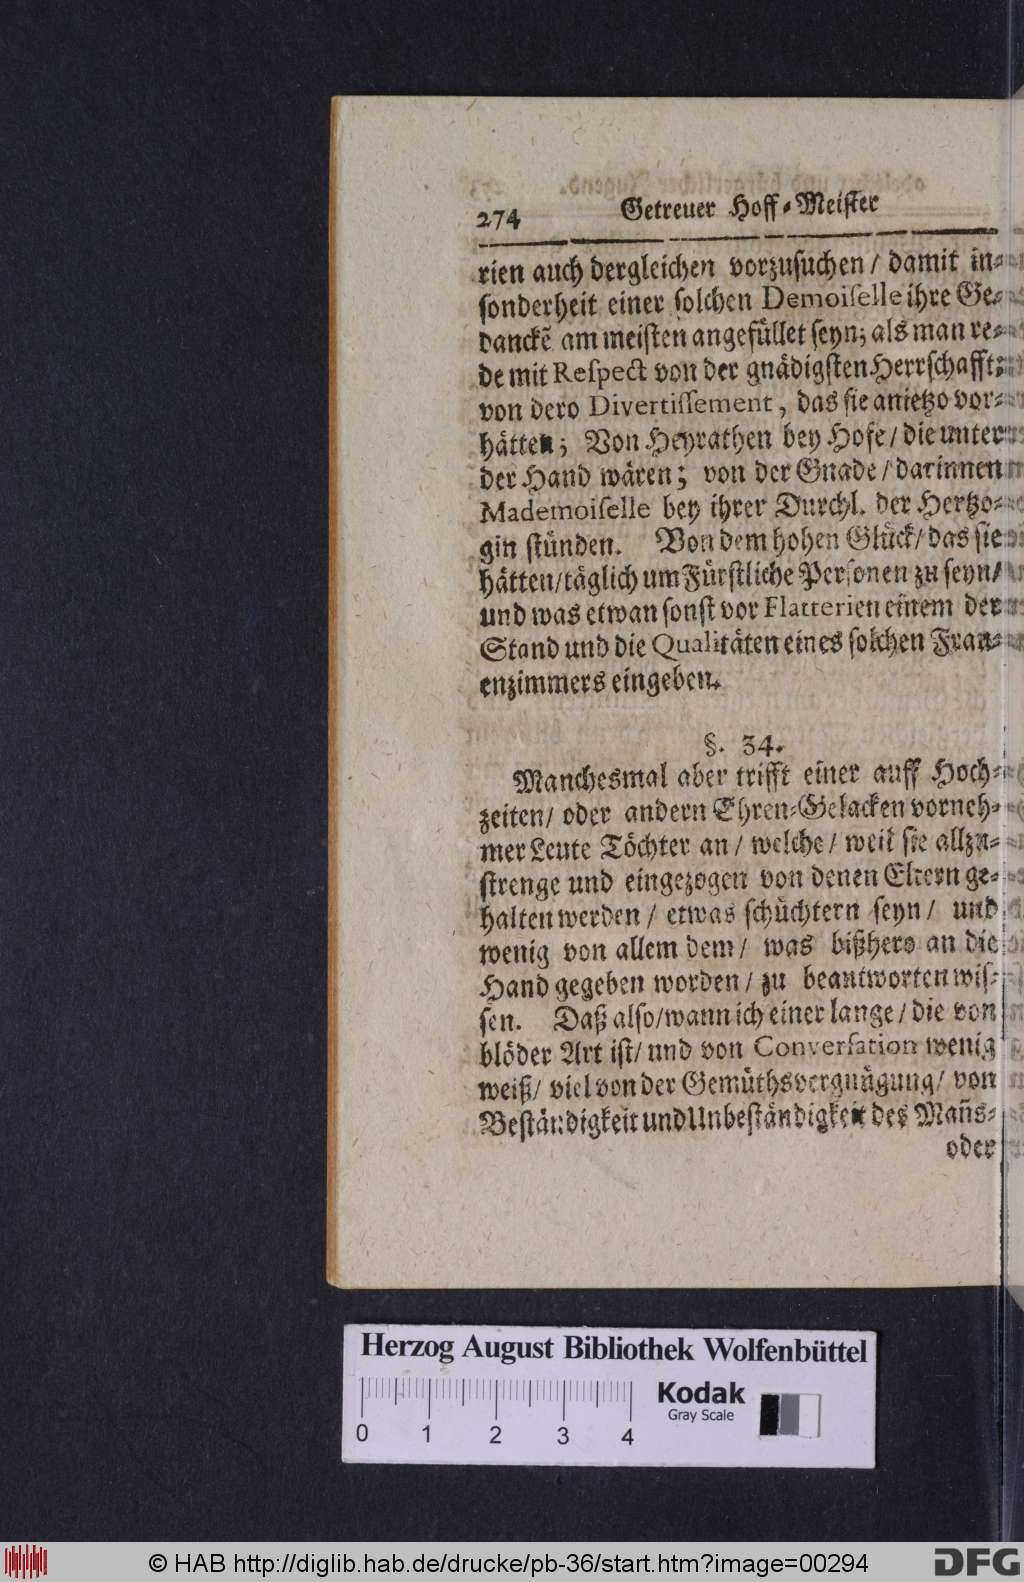 274 Getreuer Hoff-Meister
rien auch dergleichen vorzusuchen / damit in-
sonderheit einer solchen Demoiselle ihre Ge-
danckẽ am meisten angefüllet seyn; als man re-
de mit Respect von der gnädigsten Herrschafft;
von dero Divertissement, das sie anietzo vor-
hätten; Von Heyrathen bey Hofe / die unter
der Hand wären; von der Gnade / darinnen
Mademoiselle bey ihrer Durchl. der Hertzo-
gin stünden. Von dem hohen Glück / das sie
hätten / täglich um Fürstliche Personen zu seyn /
und was etwan sonst vor Flatterien einem der
Stand und die Qualitäten eines solchen Frau-
enzimmers eingeben.
§. 34.
Manchesmal aber trifft einer auff Hoch-
zeiten / oder andern Ehren-Gelacken vorneh-
mer Leute Töchter an / welche / weil sie allzu-
strenge und eingezogen von denen Eltern ge-
halten werden / etwas schüchtern seyn / und
wenig von allem dem / was bißhero an die
Hand gegeben worden / zu beantworten wis-
sen. Daß also / wann ich einer lange / die von
blöder Art ist / und von Conversation wenig
weiß / viel von der Gemüthsvergnügung / von
Beständigkeit und Unbeständigkeit des Mañs-
oder
Herzog August Bibliothek Wolfenbüttel
0 1 2 3 4
Kodak
Gray Scale
© HAB http://diglib.hab.de/drucke/pb-36/start.htm?image=00294
DFG